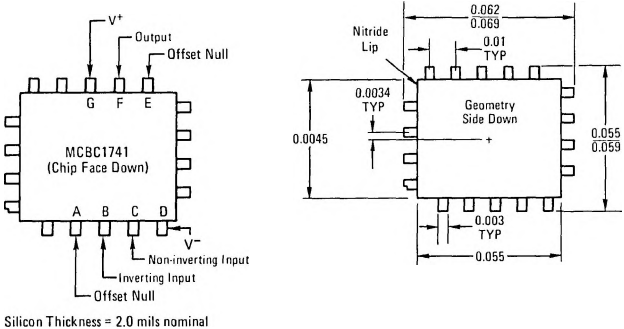 V+
Output
Offset Null
G F E
MCBC1741
(Chip Face Down)
A B C D
V−
Non-inverting Input
Inverting Input
Offset Null
Silicon Thickness = 2.0 mils nominal
0.062
0.069
Nitride
Lip
0.01
TYP
0.0034
TYP
Geometry
Side Down
+
0.0045
0.055
0.059
0.003
TYP
0.055